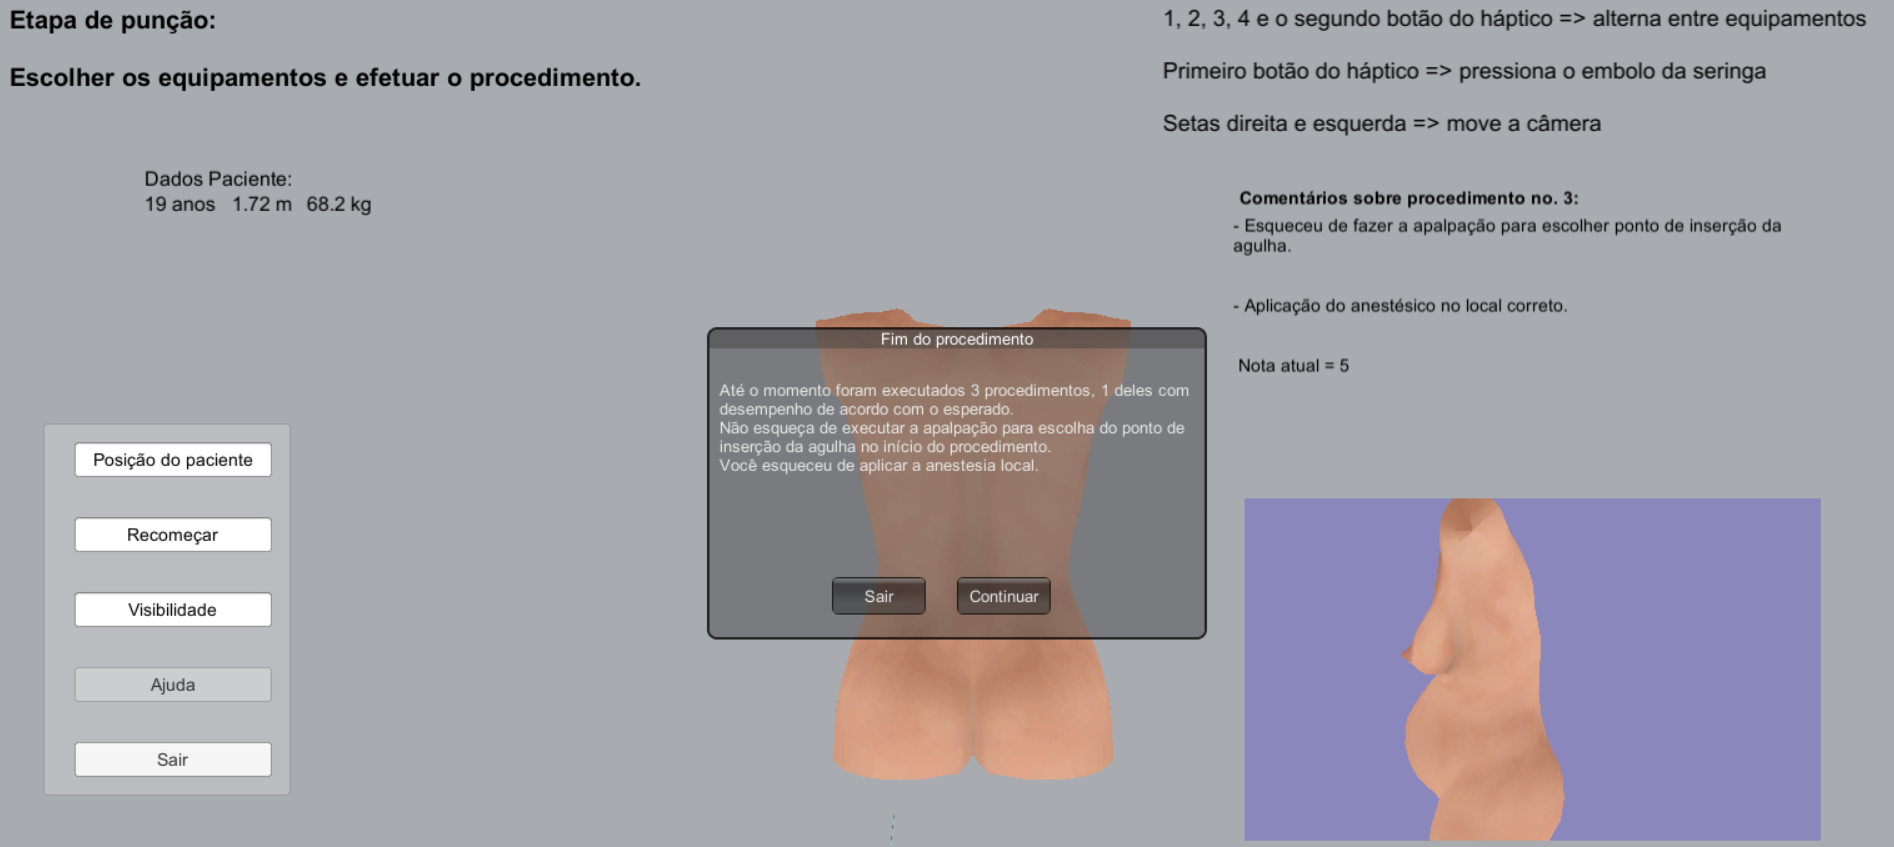 Etapa de punção:
Escolher os equipamentos e efetuar o procedimento.
1, 2, 3, 4 e o segundo botão do háptico => alterna entre equipamentos
Primeiro botão do háptico => pressiona o embolo da seringa
Setas direita e esquerda => move a câmera
Dados Paciente:
19 anos 1.72 m 68.2 kg
Comentários sobre procedimento no. 3:
- Esqueceu de fazer a apalpação para escolher ponto de inserção da
agulha.
- Aplicação do anestésico no local correto.
Nota atual = 5
Fim do procedimento
Até o momento foram executados 3 procedimentos, 1 deles com
desempenho de acordo com o esperado.
Não esqueça de executar a apalpação para escolha do ponto de
inserção da agulha no início do procedimento.
Você esqueceu de aplicar a anestesia local.
Sair
Continuar
Posição do paciente
Recomeçar
Visibilidade
Ajuda
Sair